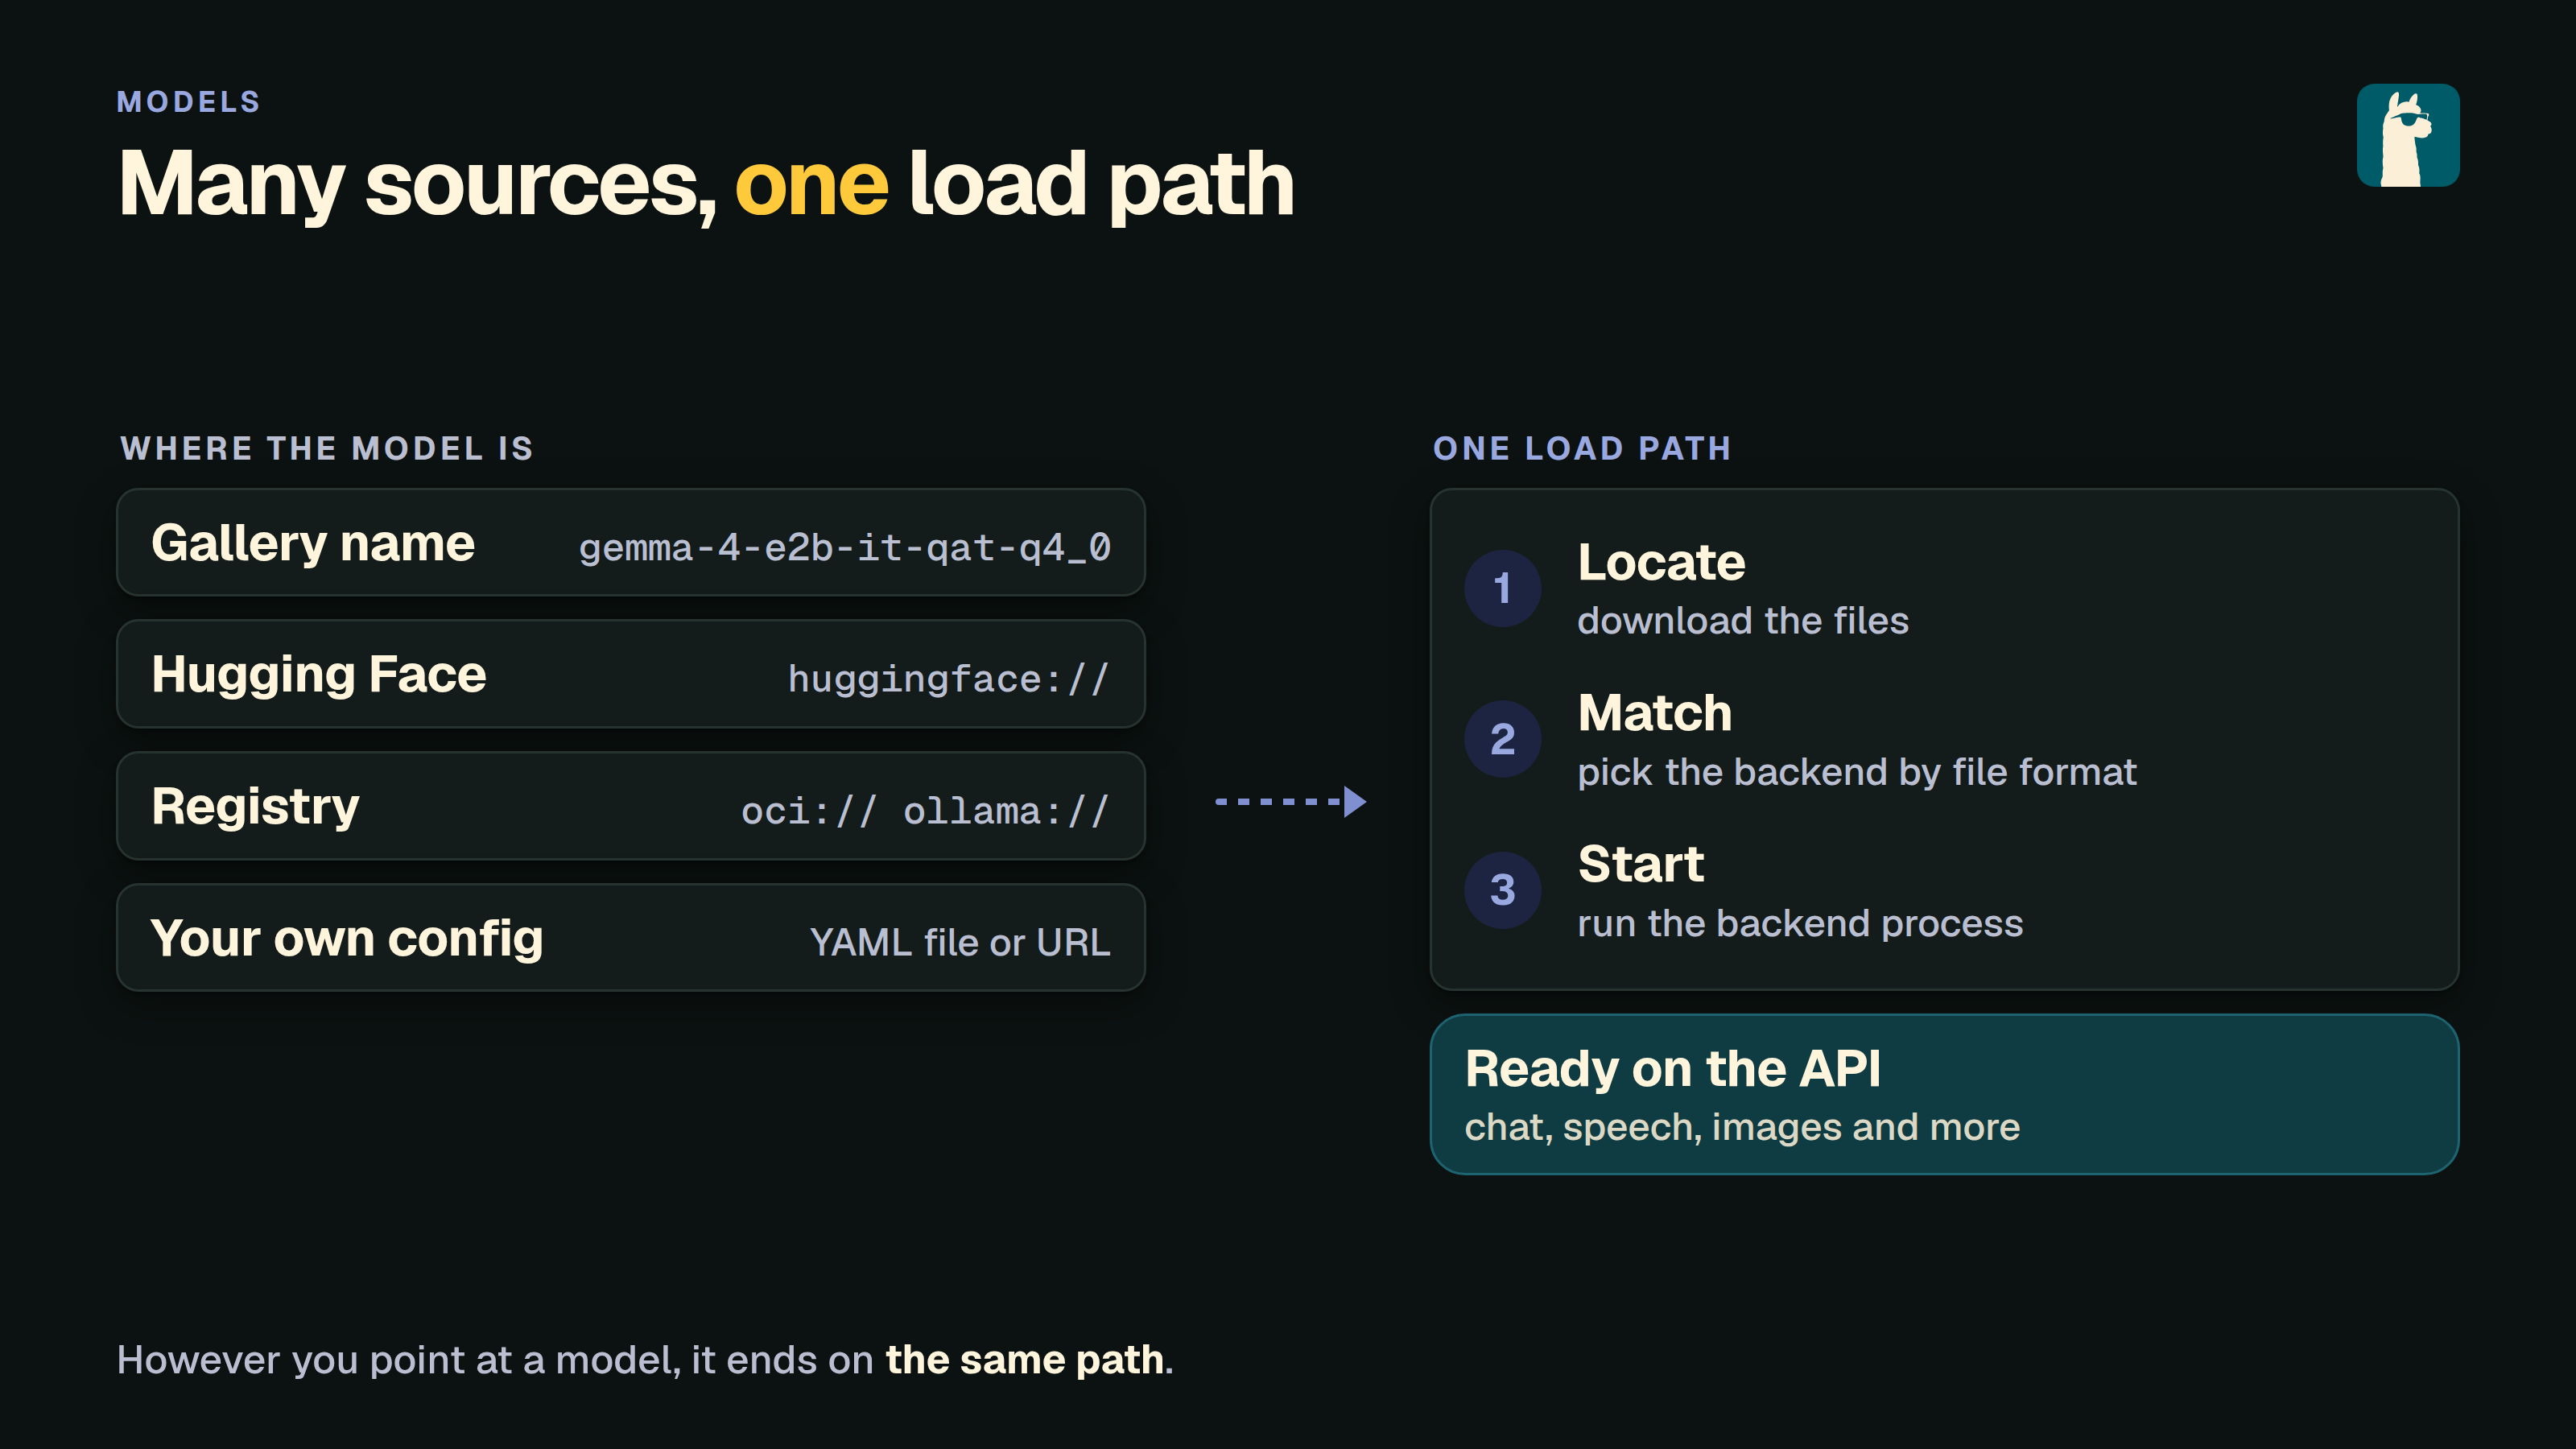 MODELS
Many sources, one load path
WHERE THE MODEL IS
Gallery name gemma-4-e2b-it-qat-q4_0
Hugging Face huggingface://
Registry oci:// ollama://
Your own config YAML file or URL
ONE LOAD PATH
1 Locate
download the files
2 Match
pick the backend by file format
3 Start
run the backend process
Ready on the API
chat, speech, images and more
However you point at a model, it ends on the same path.